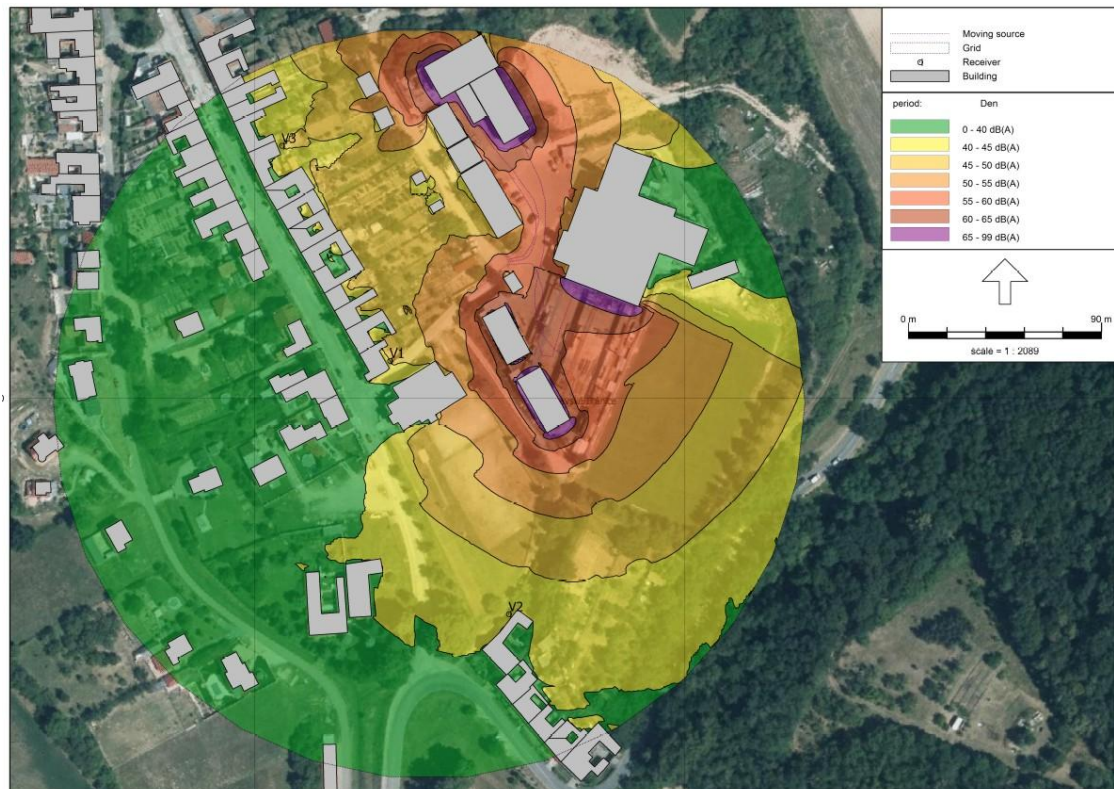 Moving source
Grid
Receiver
Building
period: Den
0 - 40 dB(A)
40 - 45 dB(A)
45 - 50 dB(A)
50 - 55 dB(A)
55 - 60 dB(A)
60 - 65 dB(A)
65 - 99 dB(A)
0 m 90 m
scale = 1 : 2089
V3
V1
V2